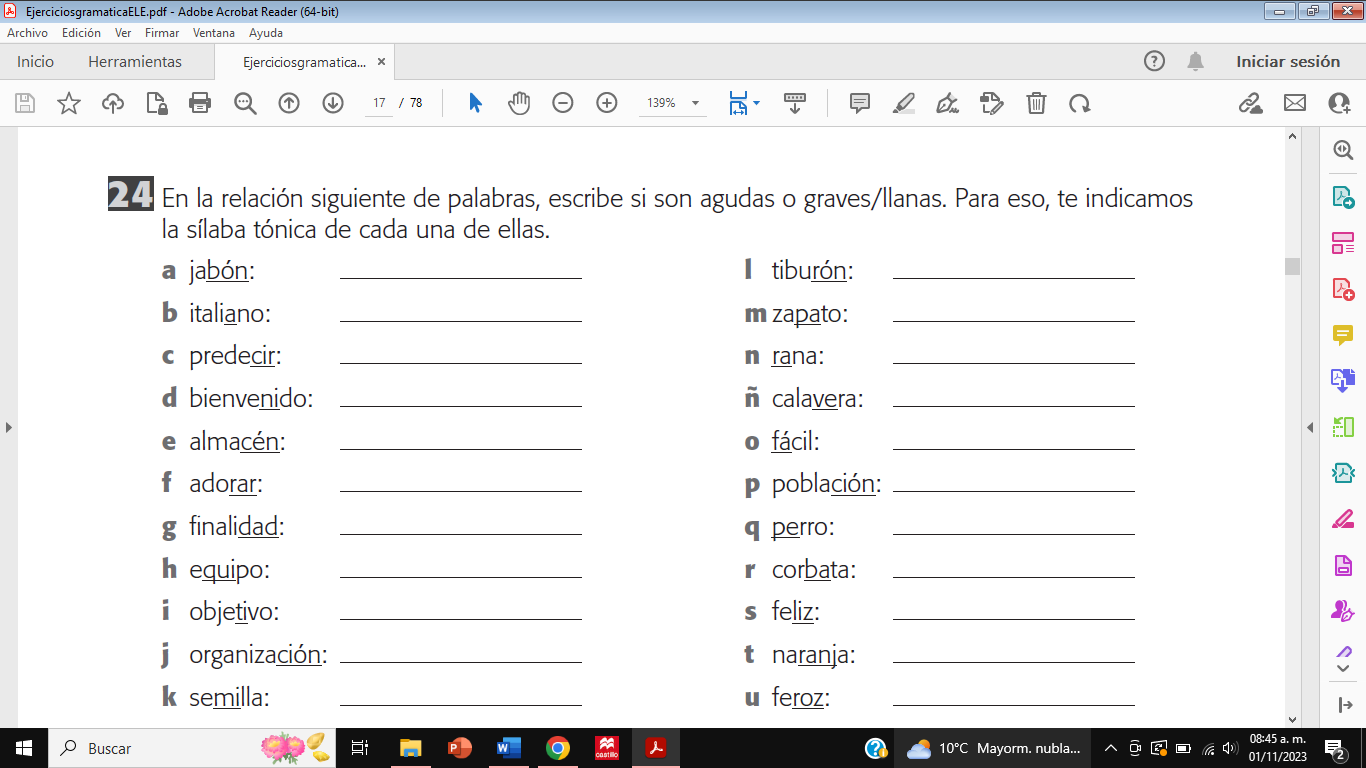 EjerciciosgramaticaELE.pdf - Adobe Acrobat Reader (64-bit)
Archivo Edición Ver Firmar Ventana Ayuda
Inicio Herramientas Ejerciciosgramatica... × ? Iniciar sesión
17 / 78 139%
24 En la relación siguiente de palabras, escribe si son agudas o graves/llanas. Para eso, te indicamos
la sílaba tónica de cada una de ellas.
a jabón:
b italiano:
c predecir:
d bienvenido:
e almacén:
f adorar:
g finalidad:
h equipo:
i objetivo:
j organización:
k semilla:
l tiburón:
m zapato:
n rana:
ñ calavera:
o fácil:
p población:
q perro:
r corbata:
s feliz:
t naranja:
u feroz:
Buscar
castillo
10°C Mayorm. nubla...
08:45 a. m.
01/11/2023
2